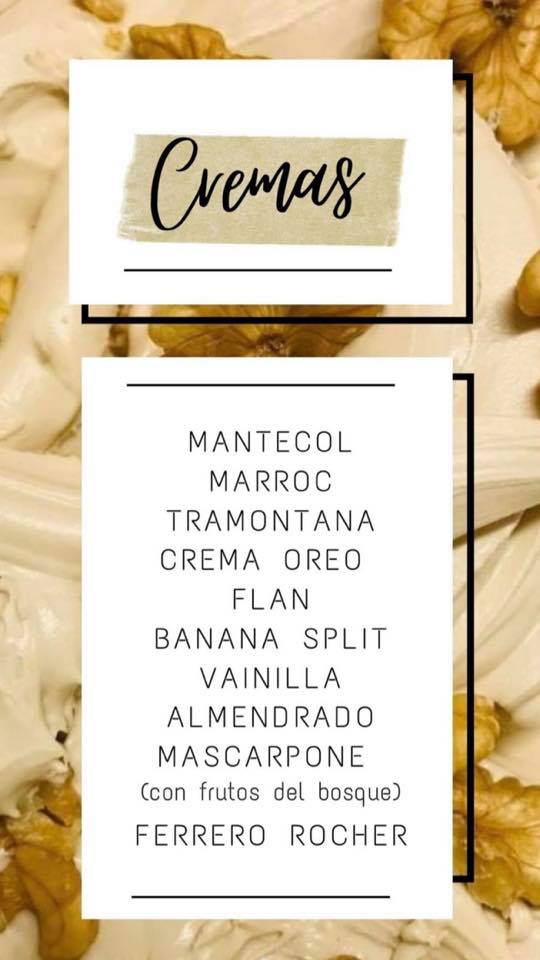 Cremas
MANTECOL
MARROC
TRAMONTANA
CREMA OREO
FLAN
BANANA SPLIT
VAINILLA
ALMENDRADO
MASCARPONE
(con frutos del bosque)
FERRERO ROCHER